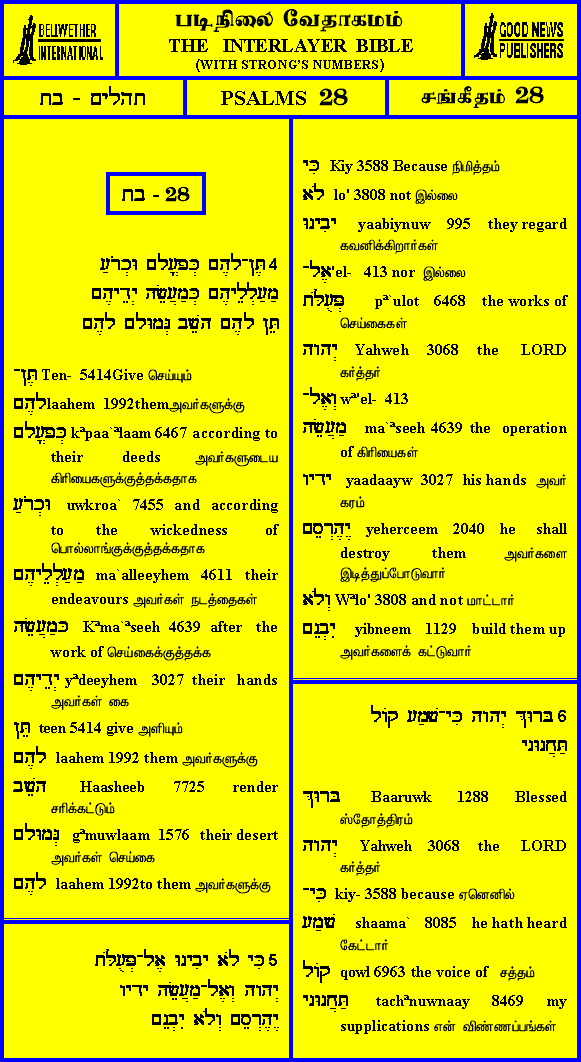 BELLWETHER
INTERNATIONAL
படிநிலை வேதாகமம்
THE INTERLAYER BIBLE
(WITH STRONG'S NUMBERS)
GOOD NEWS
PUBLISHERS
תהלים - בת
PSALMS 28
சங்கீதம் 28
28 - בת
4 תֶּן־לָהֶם כְּפָעֳלָם וּכְרֹעַ
מַעַלְלֵיהֶם כְּמַעֲשֵׂה יְדֵיהֶם
תֵּן לָהֶם הָשֵׁב גְּמוּלָם לָהֶם
תֶּן־ Ten- 5414Give செய்யும்
לָהֶם laahem 1992themஅவர்களுக்கு
כְּפָעֳלָם kªpaa`ªlaam 6467 according to
their deeds அவர்களுடைய
கிரியைகளுக்குத்தக்கதாக
וּכְרֹעַ uwkroa` 7455 and according
to the wickedness of
பொல்லாங்குக்குத்தக்கதாக
מַעַלְלֵיהֶם ma`alleeyhem 4611 their
endeavours அவர்கள் நடத்தைகள்
כְּמַעֲשֵׂה Kªma`ªseeh 4639 after the
work of செய்கைக்குத்தக்க
יְדֵיהֶם yªdeeyhem 3027 their hands
அவர்கள் கை
תֵּן teen 5414 give அளியும்
לָהֶם laahem 1992 them அவர்களுக்கு
הָשֵׁב Haasheeb 7725 render
சரிக்கட்டும்
גְּמוּלָם gªmuwlaam 1576 their desert
அவர்கள் செய்கை
לָהֶם laahem 1992to them அவர்களுக்கு
5 כִּי לֹא יָבִינוּ אֶל־פְּעֻלֹּת
יְהוָה וְאֶל־מַעֲשֵׂה יָדָיו
יֶהֶרְסֵם וְלֹא יִבְנֵם
כִּי Kiy 3588 Because நிமித்தம்
לֹא lo' 3808 not இல்லை
יָבִינוּ yaabiynuw 995 they regard
கவனிக்கிறார்கள்
אֶל־ 'el- 413 nor இல்லை
פְּעֻלֹּת pª`ulot 6468 the works of
செய்கைகள்
יְהוָה Yahweh 3068 the LORD
கர்த்தர்
וְאֶל־ wª'el- 413
מַעֲשֵׂה ma`ªseeh 4639 the operation
of கிரியைகள்
יָדָיו yaadaayw 3027 his hands அவர்
கரம்
יֶהֶרְסֵם yeherceem 2040 he shall
destroy them அவர்களை
இடித்துப்போடுவார்
וְלֹא Wªlo' 3808 and not மாட்டார்
יִבְנֵם yibneem 1129 build them up
அவர்களைக் கட்டுவார்
6 בָּרוּךְ יְהוָה כִּי־שָׁמַע קוֹל
תַּחֲנוּנָי
בָּרוּךְ Baaruwk 1288 Blessed
ஸ்தோத்திரம்
יְהוָה Yahweh 3068 the LORD
கர்த்தர்
כִּי־ kiy- 3588 because ஏனெனில்
שָׁמַע shaama` 8085 he hath heard
கேட்டார்
קוֹל qowl 6963 the voice of சத்தம்
תַּחֲנוּנָי tachªnuwnaay 8469 my
supplications என் விண்ணப்பங்கள்